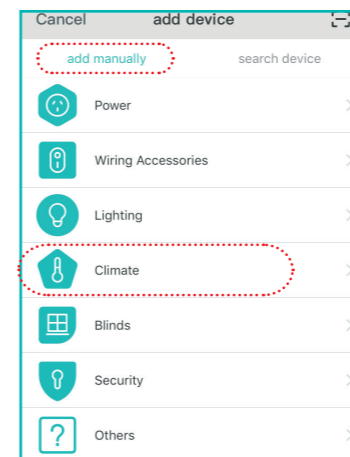 Cancel add device
add manually search device
Power
Wiring Accessories
Lighting
Climate
Blinds
Security
? Others